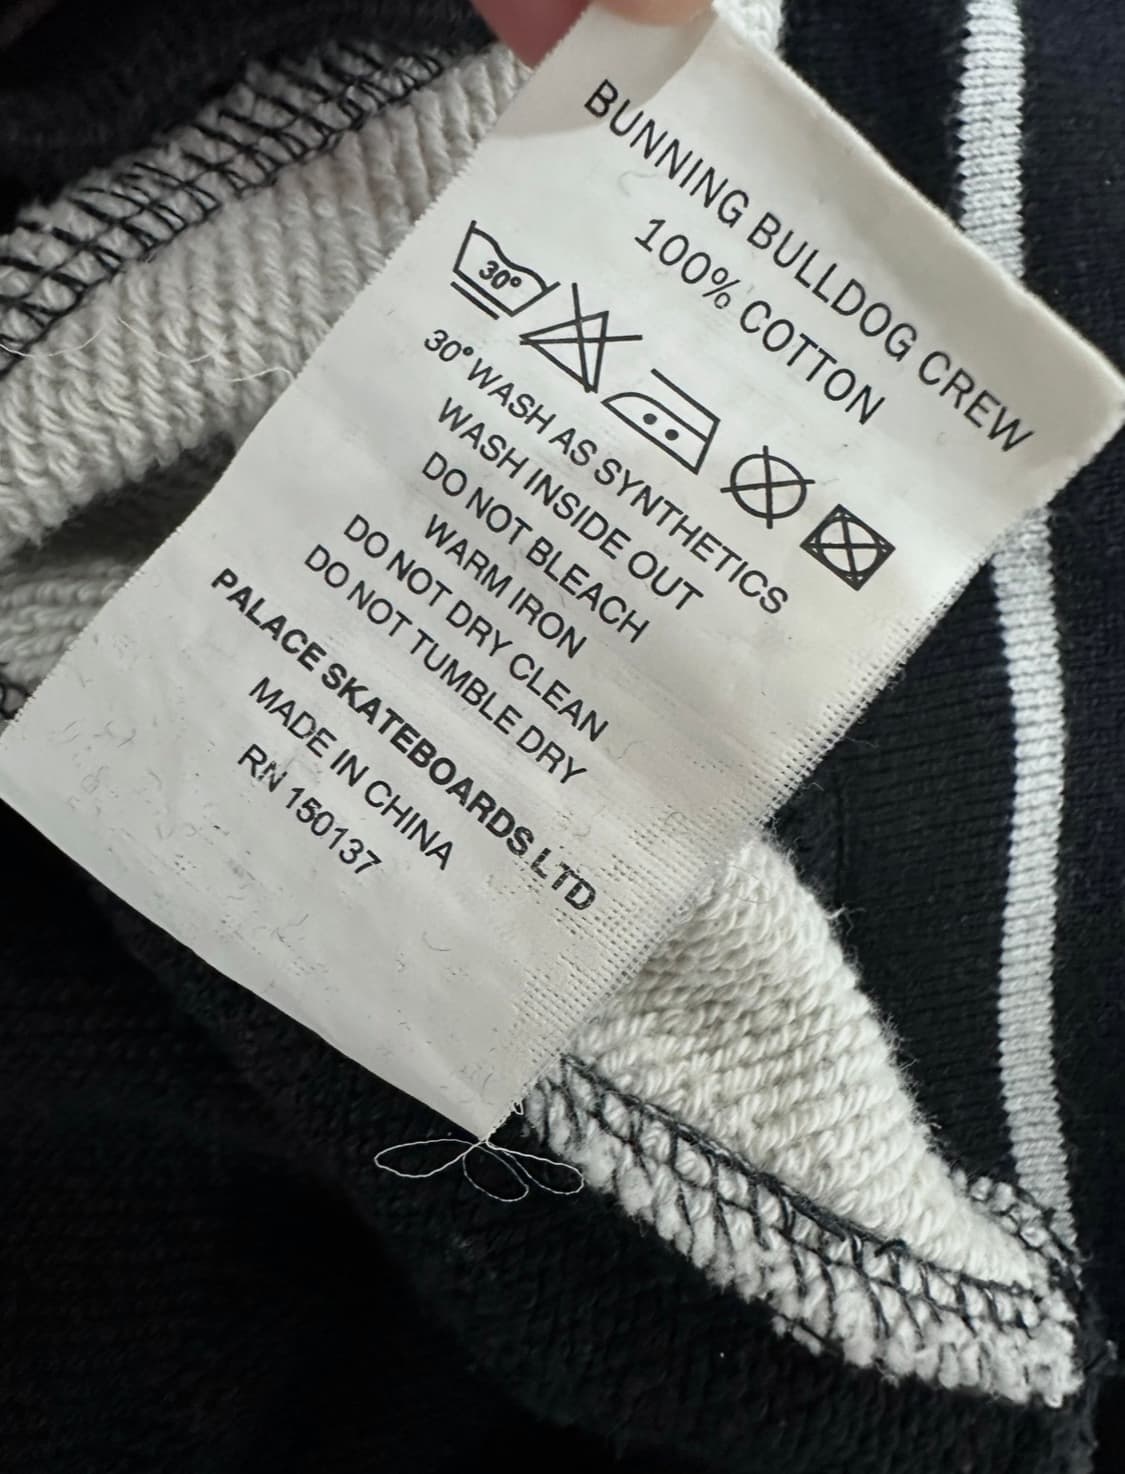 BUNNING BULLDOG CREW
100% COTTON
30°
30° WASH AS SYNTHETICS
WASH INSIDE OUT
DO NOT BLEACH
WARM IRON
DO NOT DRY CLEAN
DO NOT TUMBLE DRY
PALACE SKATEBOARDS LTD
MADE IN CHINA
RN 150137